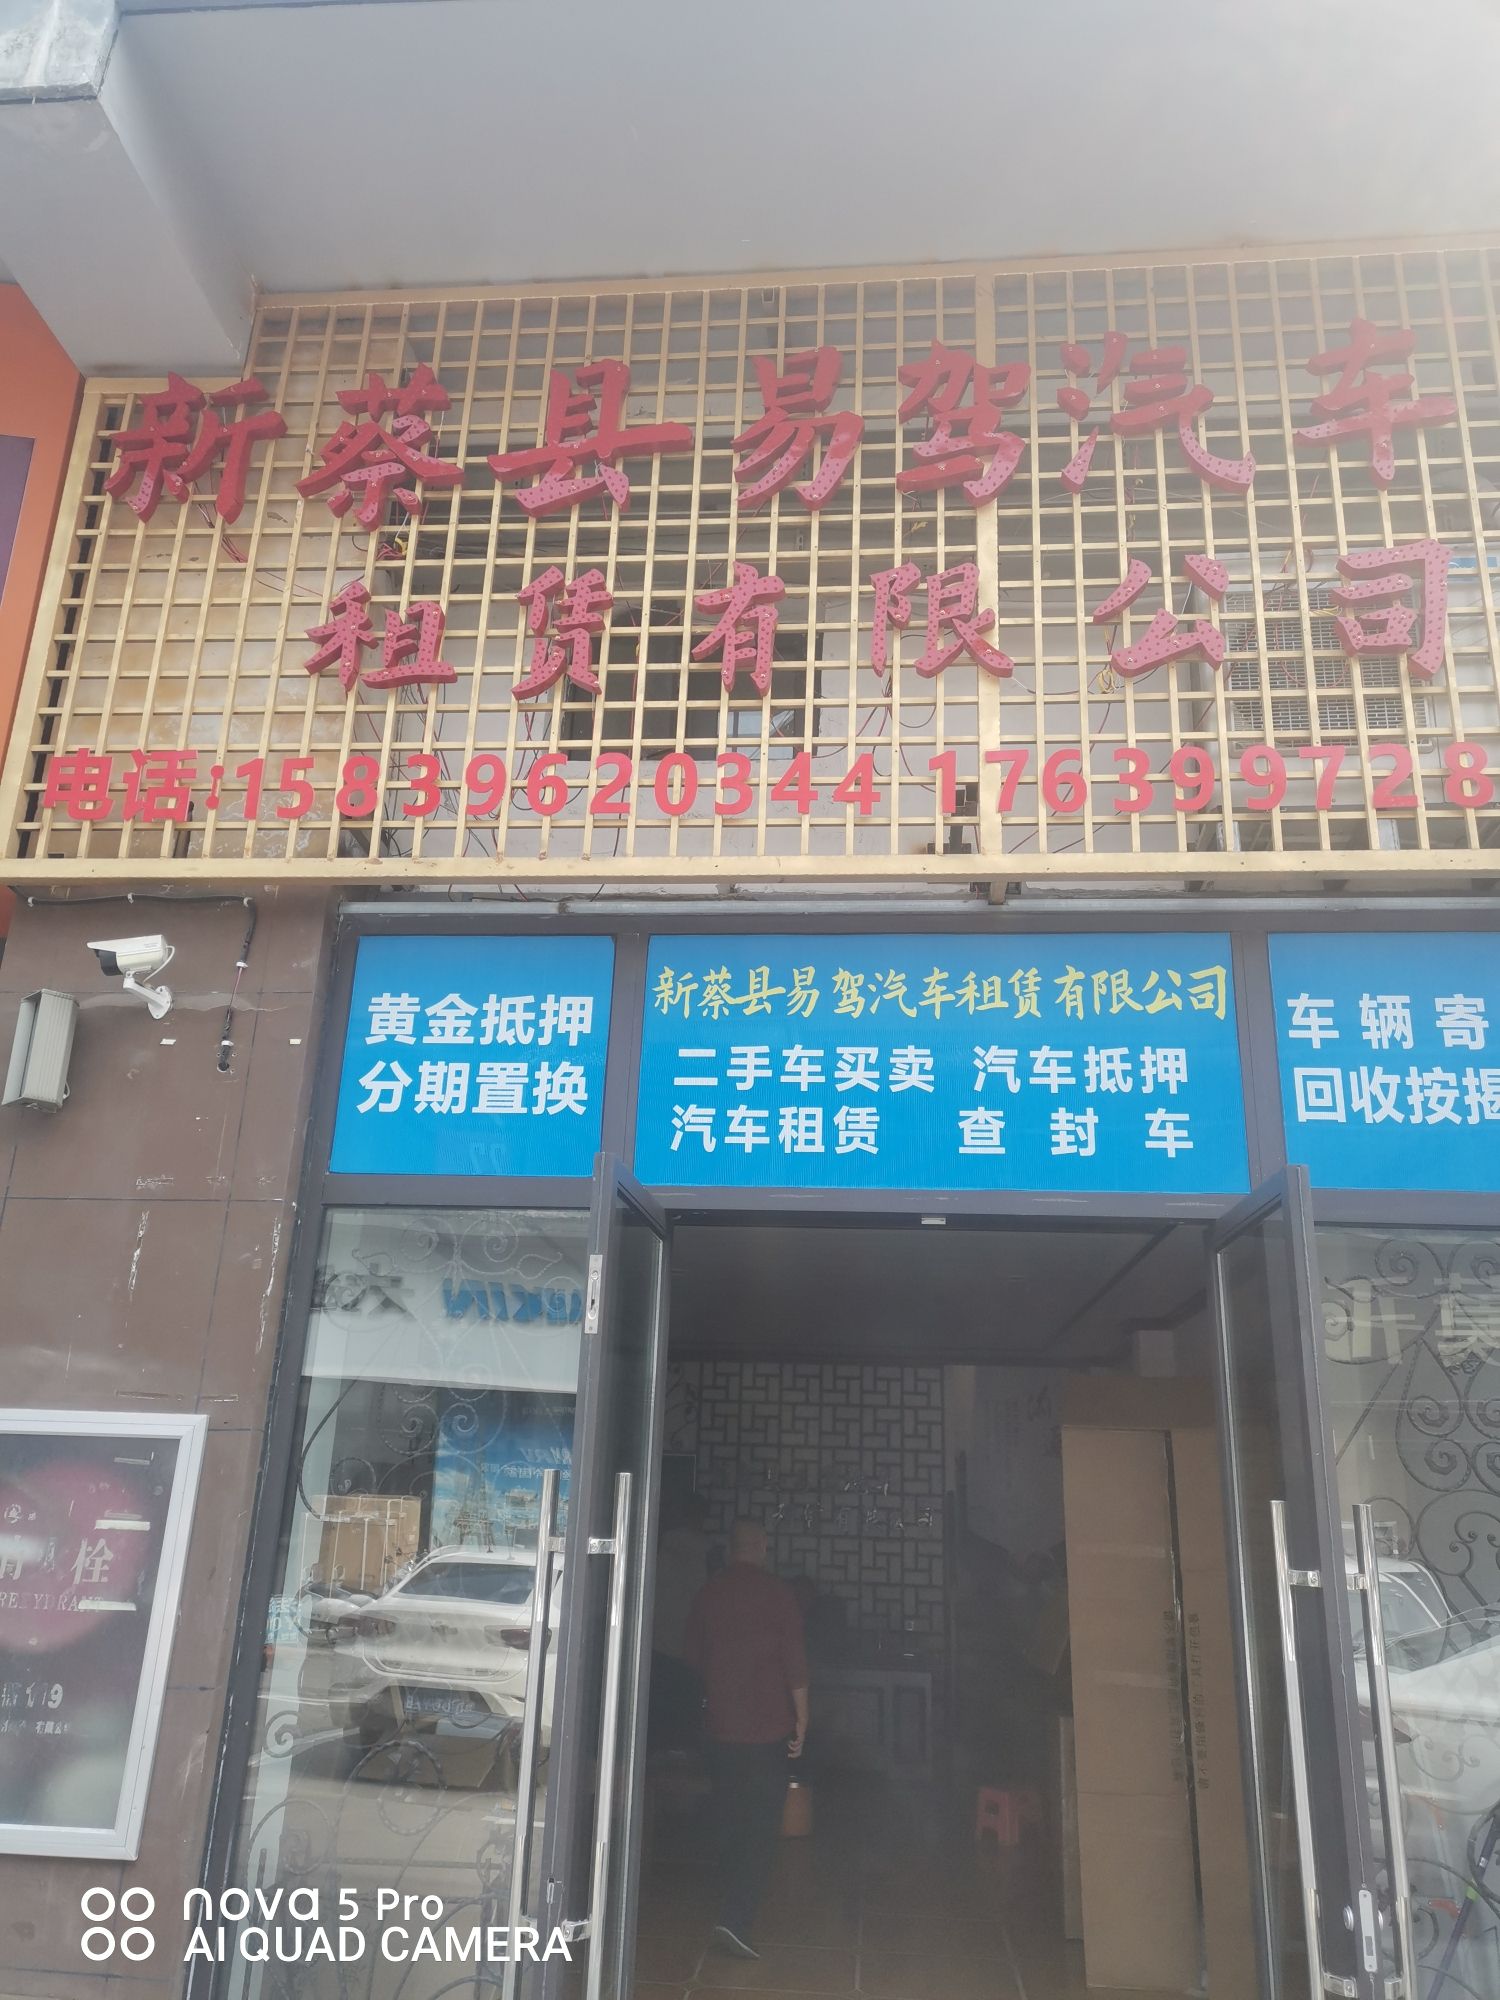 新蔡县易驾汽车
租赁有限公司
电话:15839620344 176399728
黄金抵押
分期置换
新蔡县易驾汽车租赁有限公司
二手车买卖 汽车抵押
汽车租赁 查封车
车辆寄
回收按揭
栓
119
nova 5 Pro
AI QUAD CAMERA